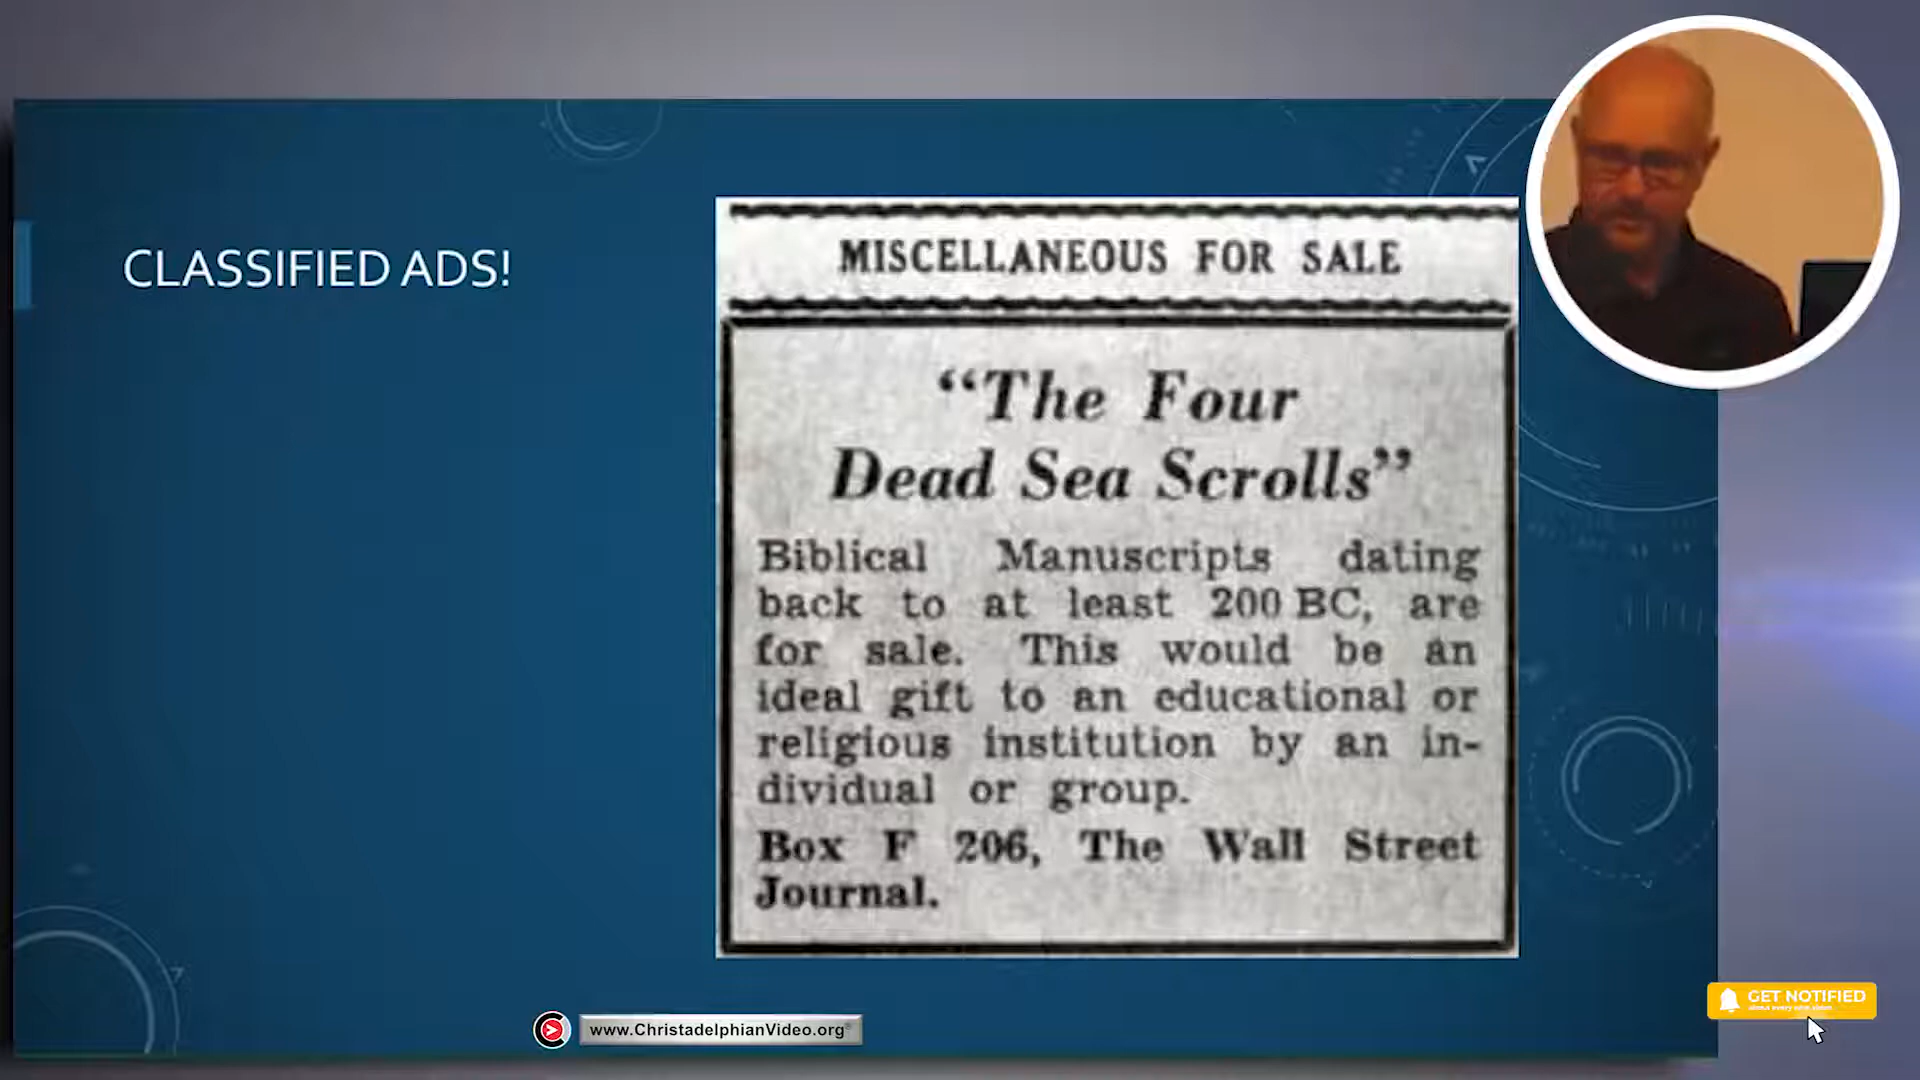 CLASSIFIED ADS!
MISCELLANEOUS FOR SALE
“The Four
Dead Sea Scrolls”
Biblical Manuscripts dating
back to at least 200 BC, are
for sale. This would be an
ideal gift to an educational or
religious institution by an in-
dividual or group.
Box F 206, The Wall Street
Journal.
www.ChristadelphianVideo.org
GET NOTIFIED